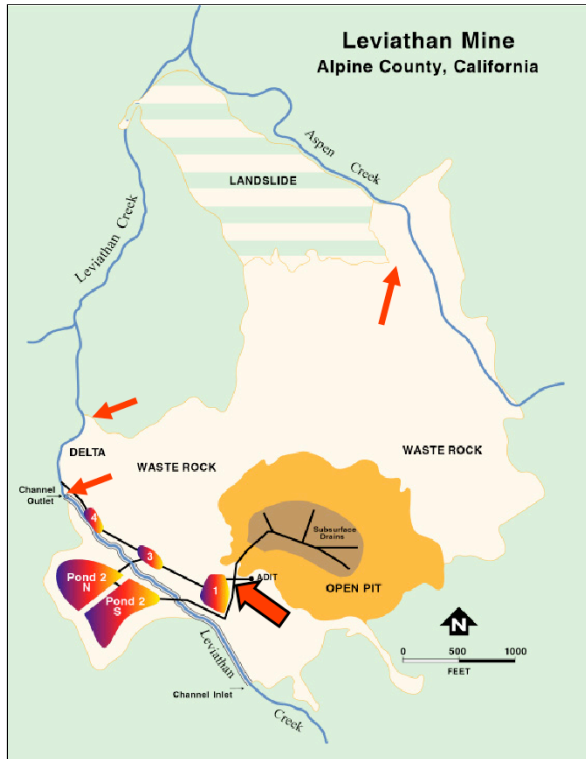 Leviathan Mine
Alpine County, California
Aspen Creek
LANDSLIDE
Leviathan Creek
DELTA
WASTE ROCK
WASTE ROCK
Channel
Outlet
4
3
Subsurface
Drains
Pond 2
N
Pond 2
S
1
ADIT
OPEN PIT
N
Leviathan
Creek
Channel Inlet
0 500 1000
FEET